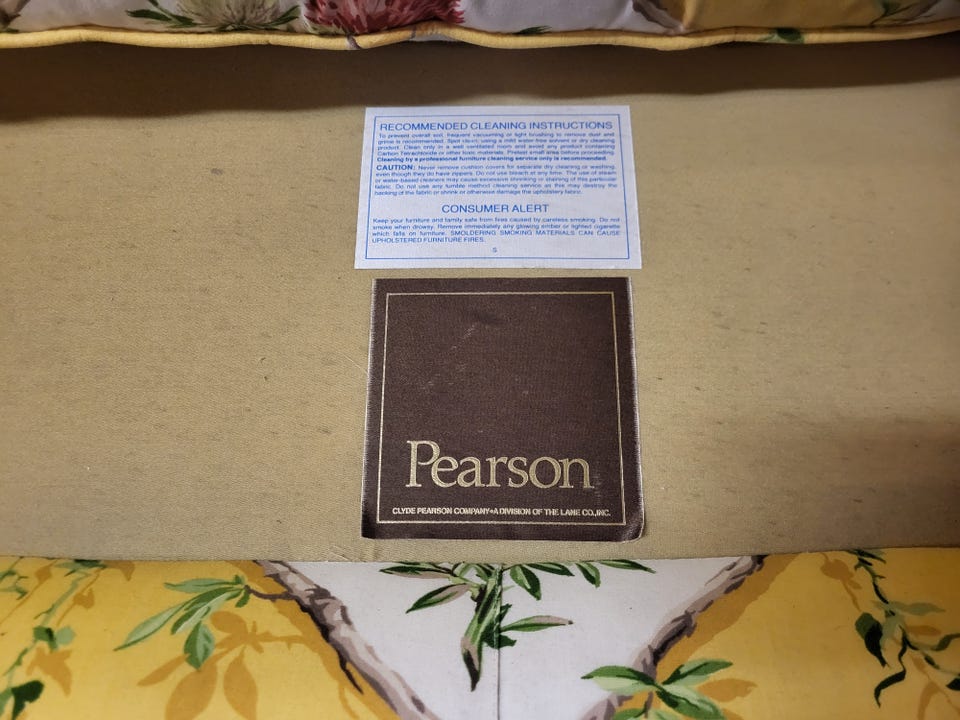 RECOMMENDED CLEANING INSTRUCTIONS
To prevent overall soil, frequent vacuuming or light brushing to remove dust and
grime is recommended. Spot clean, using a mild water-free solvent or dry cleaning
product. Clean only in a well ventilated room and avoid any product containing
Carbon Tetrachloride or other toxic materials. Pretest small area before proceeding.
Cleaning by a professional furniture cleaning service only is recommended.
CAUTION: Never remove cushion covers for separate dry cleaning or washing,
even though they do have zippers. Do not use bleach at any time. The use of steam
or water-based cleaners may cause excessive shrinking or staining of this particular
fabric. Do not use any tumble method cleaning service as this may destroy the
backing of the fabric or shrink or otherwise damage the upholstery fabric.
CONSUMER ALERT
Keep your furniture and family safe from fires caused by careless smoking. Do not
smoke when drowsy. Remove immediately any glowing ember or lighted cigarette
which falls on furniture. SMOLDERING SMOKING MATERIALS CAN CAUSE
UPHOLSTERED FURNITURE FIRES.
S
Pearson
CLYDE PEARSON COMPANY•A DIVISION OF THE LANE CO., INC.